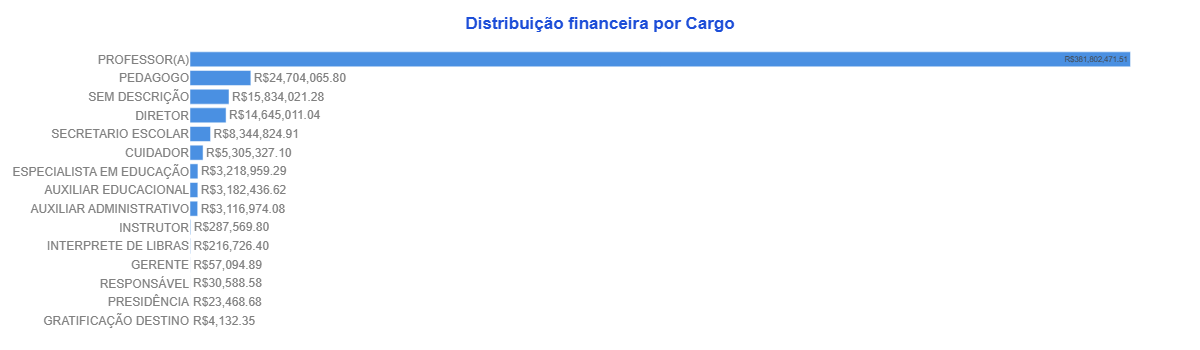 Distribuição financeira por Cargo
PROFESSOR(A) R$381,802,471.51
PEDAGOGO R$24,704,065.80
SEM DESCRIÇÃO R$15,834,021.28
DIRETOR R$14,645,011.04
SECRETARIO ESCOLAR R$8,344,824.91
CUIDADOR R$5,305,327.10
ESPECIALISTA EM EDUCAÇÃO R$3,218,959.29
AUXILIAR EDUCACIONAL R$3,182,436.62
AUXILIAR ADMINISTRATIVO R$3,116,974.08
INSTRUTOR R$287,569.80
INTERPRETE DE LIBRAS R$216,726.40
GERENTE R$57,094.89
RESPONSÁVEL R$30,588.58
PRESIDÊNCIA R$23,468.68
GRATIFICAÇÃO DESTINO R$4,132.35